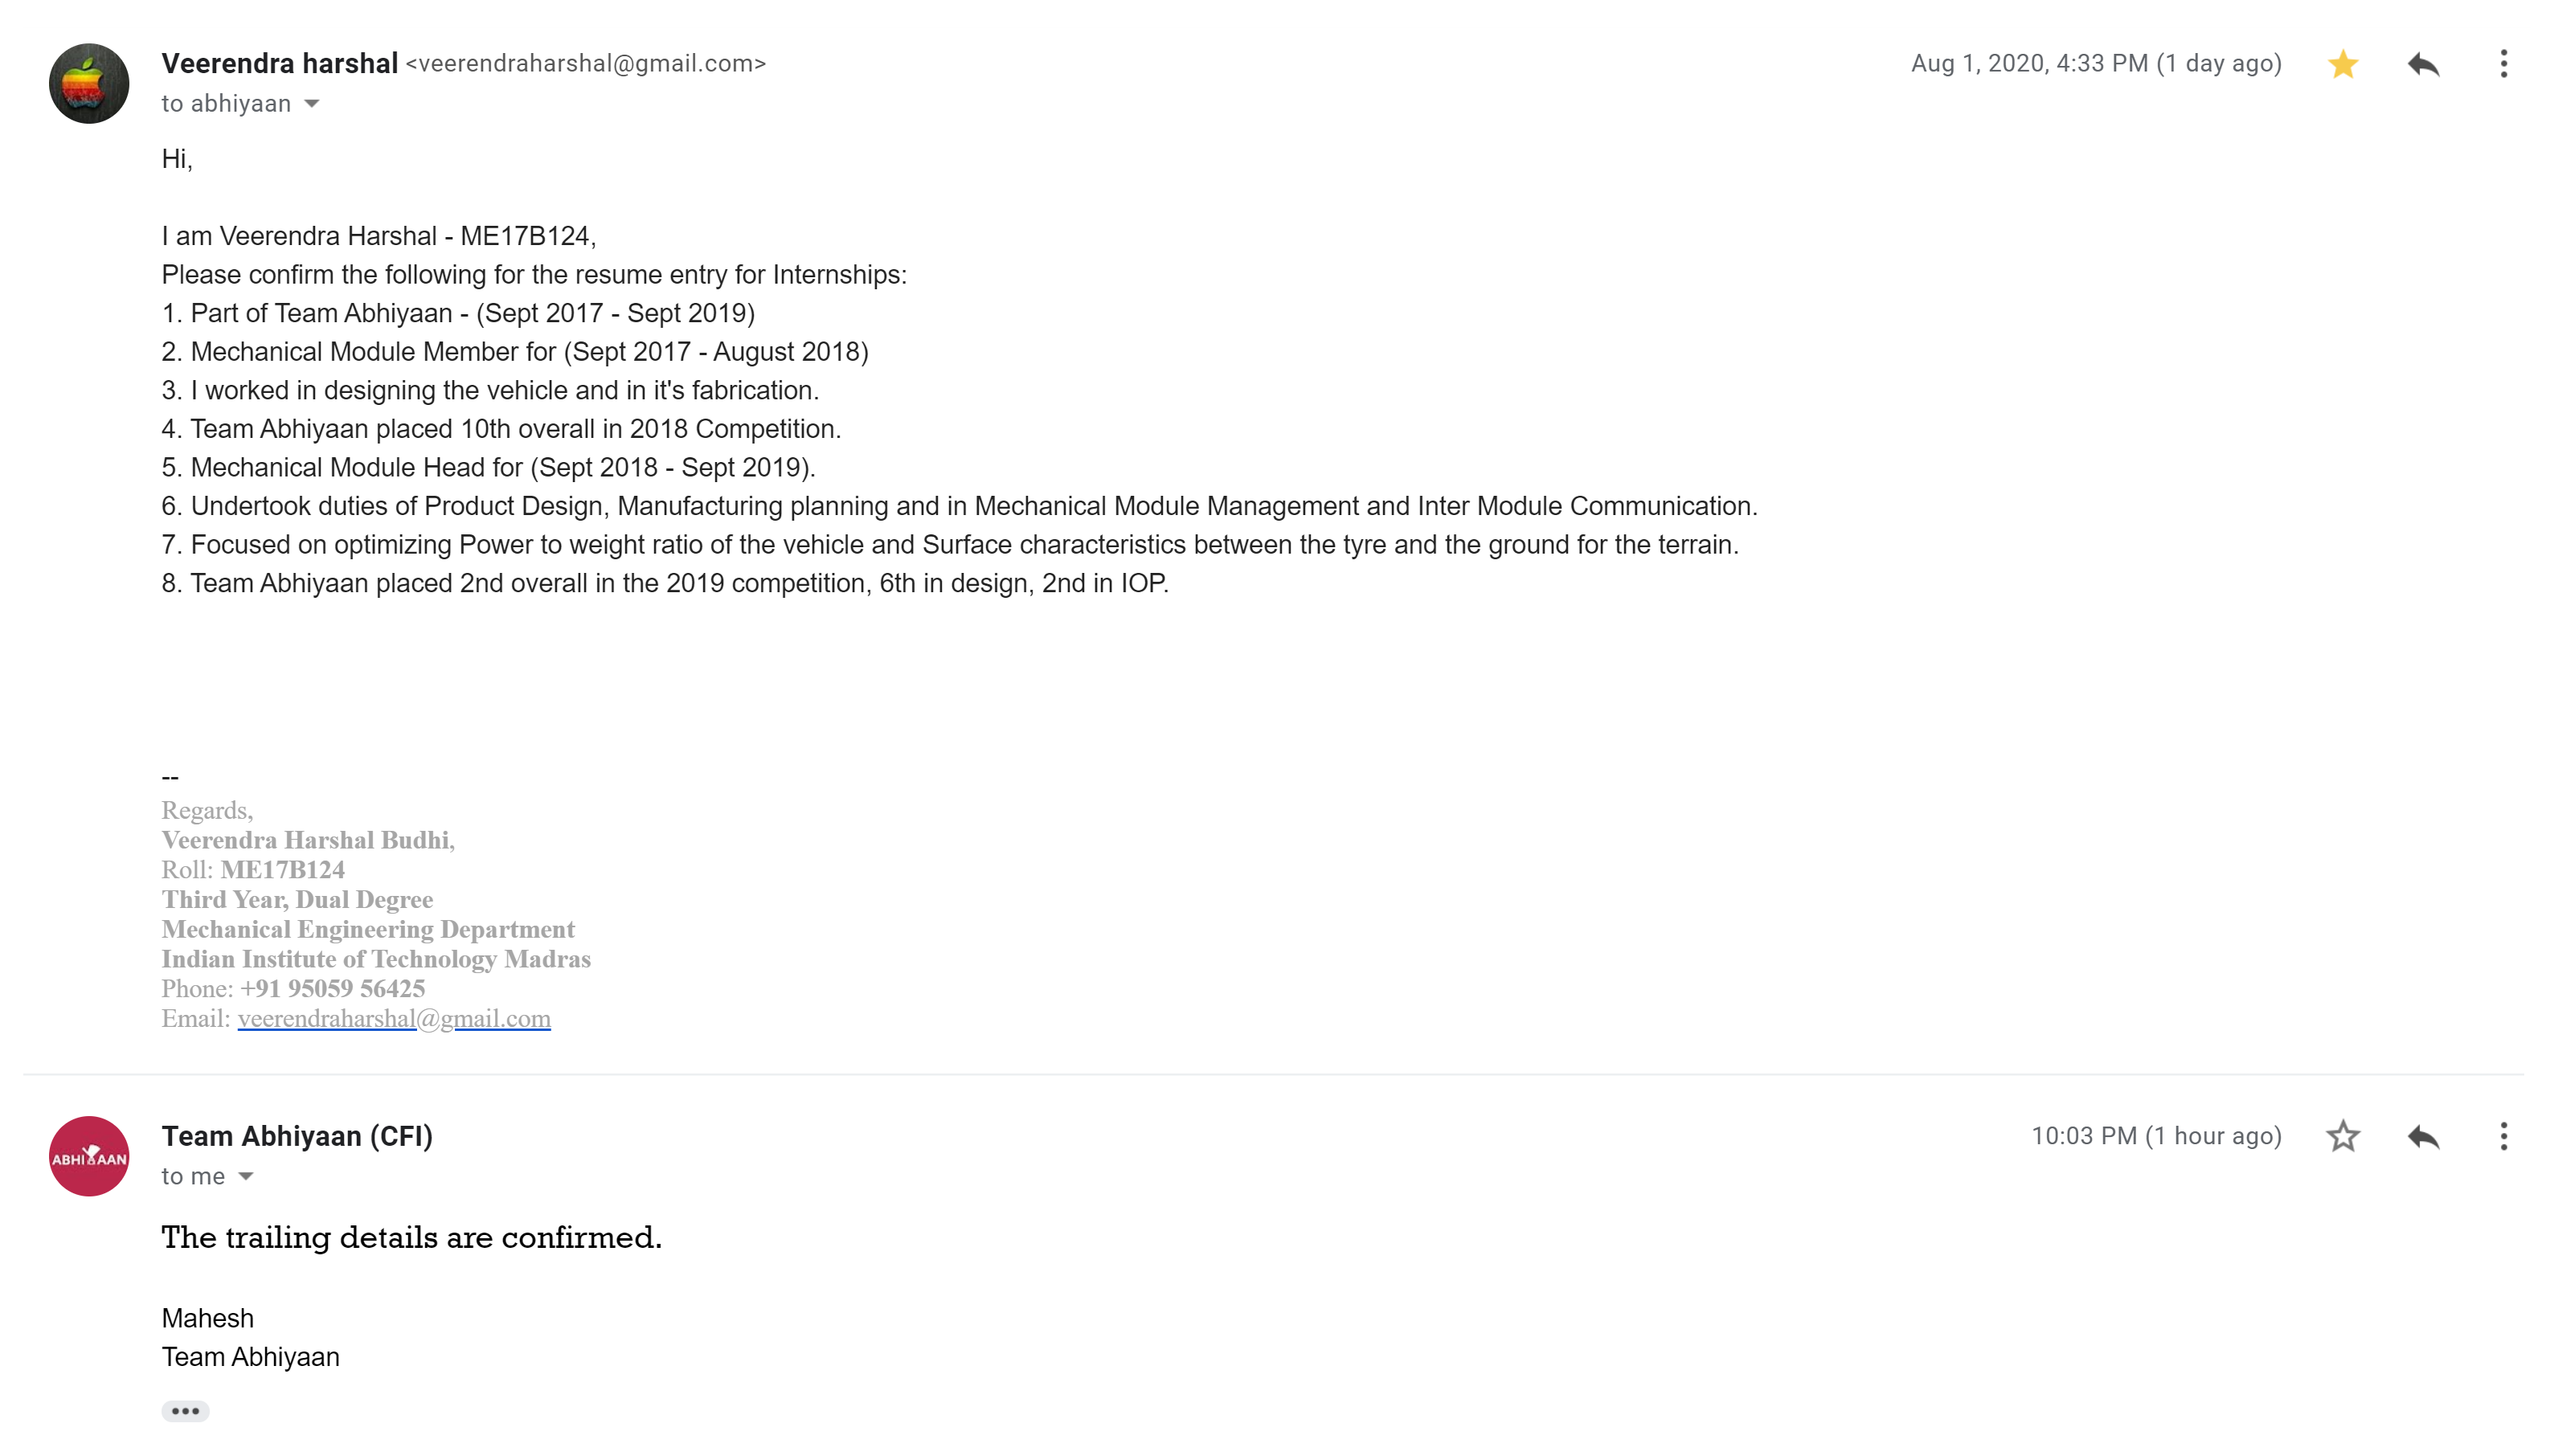 Veerendra harshal <veerendraharshal@gmail.com>
Aug 1, 2020, 4:33 PM (1 day ago)
to abhiyaan
Hi,
I am Veerendra Harshal - ME17B124,
Please confirm the following for the resume entry for Internships:
1. Part of Team Abhiyaan - (Sept 2017 - Sept 2019)
2. Mechanical Module Member for (Sept 2017 - August 2018)
3. I worked in designing the vehicle and in it's fabrication.
4. Team Abhiyaan placed 10th overall in 2018 Competition.
5. Mechanical Module Head for (Sept 2018 - Sept 2019).
6. Undertook duties of Product Design, Manufacturing planning and in Mechanical Module Management and Inter Module Communication.
7. Focused on optimizing Power to weight ratio of the vehicle and Surface characteristics between the tyre and the ground for the terrain.
8. Team Abhiyaan placed 2nd overall in the 2019 competition, 6th in design, 2nd in IOP.
--
Regards,
Veerendra Harshal Budhi,
Roll: ME17B124
Third Year, Dual Degree
Mechanical Engineering Department
Indian Institute of Technology Madras
Phone: +91 95059 56425
Email: veerendraharshal@gmail.com
ABHIYAAN
Team Abhiyaan (CFI)
10:03 PM (1 hour ago)
to me
The trailing details are confirmed.
Mahesh
Team Abhiyaan